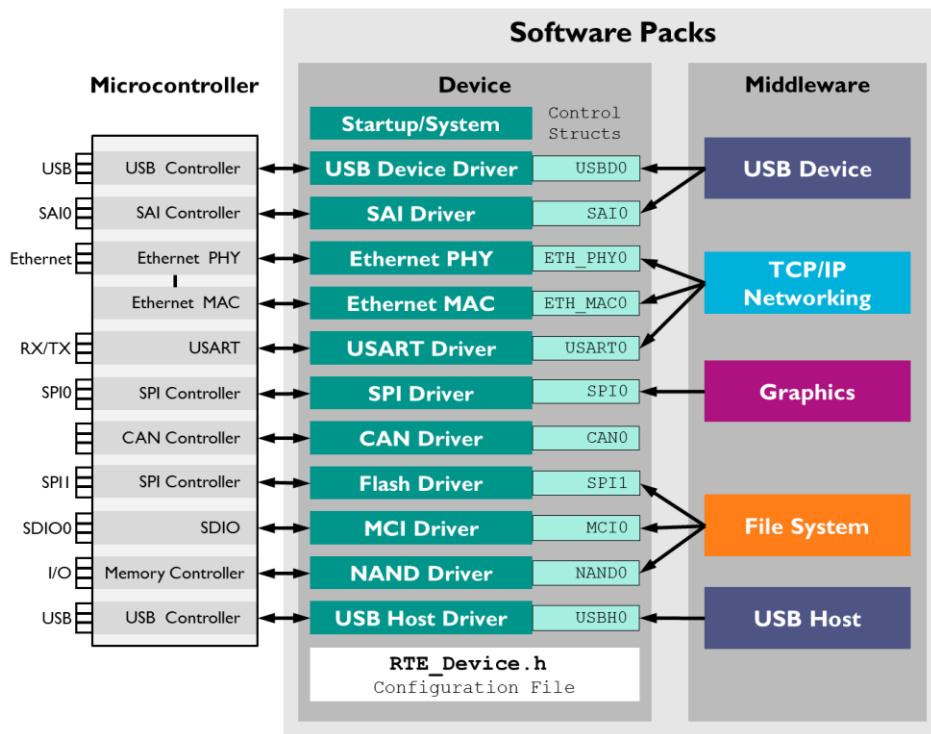 Software Packs
Microcontroller
Device
Middleware
Startup/System
Control
Structs
USB
USB Controller
USB Device Driver
USBD0
USB Device
SAI0
SAI Controller
SAI Driver
SAI0
Ethernet
Ethernet PHY
Ethernet PHY
ETH_PHY0
TCP/IP
Networking
Ethernet MAC
Ethernet MAC
ETH_MAC0
RX/TX
USART
USART Driver
USART0
SPI0
SPI Controller
SPI Driver
SPI0
Graphics
CAN Controller
CAN Driver
CAN0
SPI1
SPI Controller
Flash Driver
SPI1
SDIO0
SDIO
MCI Driver
MCI0
File System
I/O
Memory Controller
NAND Driver
NAND0
USB
USB Controller
USB Host Driver
USBH0
USB Host
RTE_Device.h
Configuration File